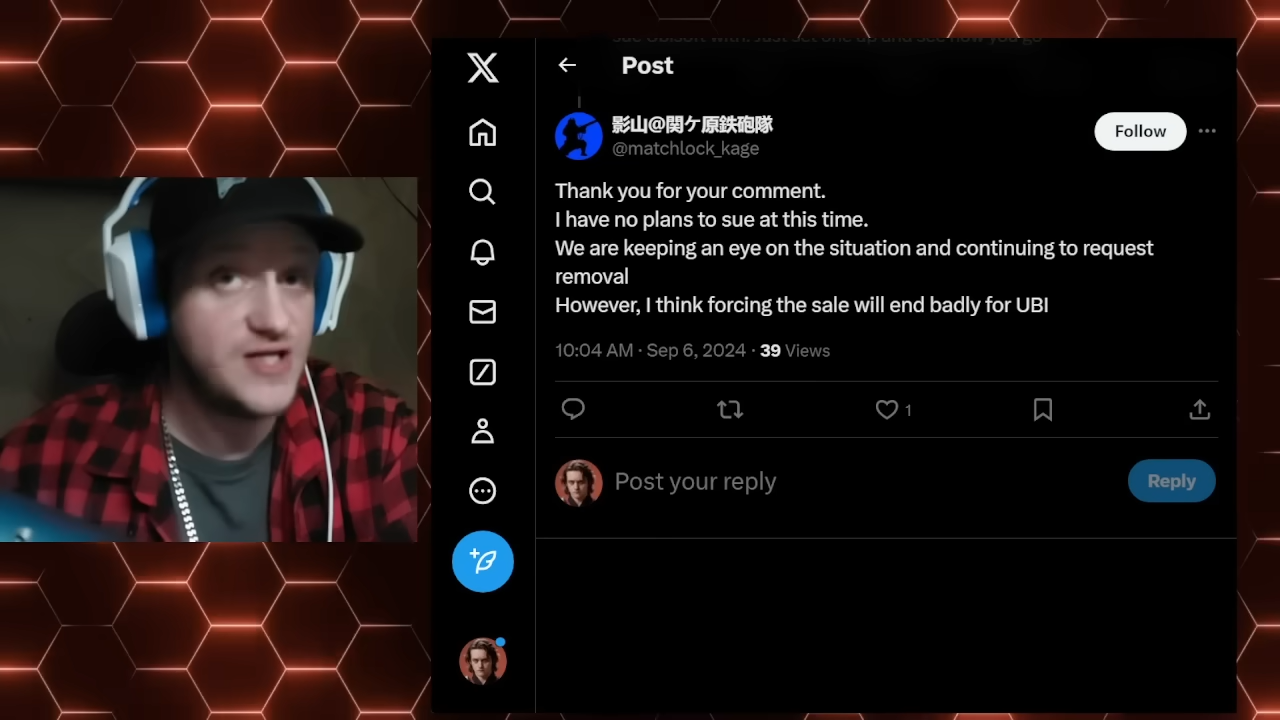 Post
影山@関ケ原鉄砲隊
@matchlock_kage
Follow
Thank you for your comment.
I have no plans to sue at this time.
We are keeping an eye on the situation and continuing to request
removal
However, I think forcing the sale will end badly for UBI
10:04 AM · Sep 6, 2024 · 39 Views
1
Post your reply
Reply